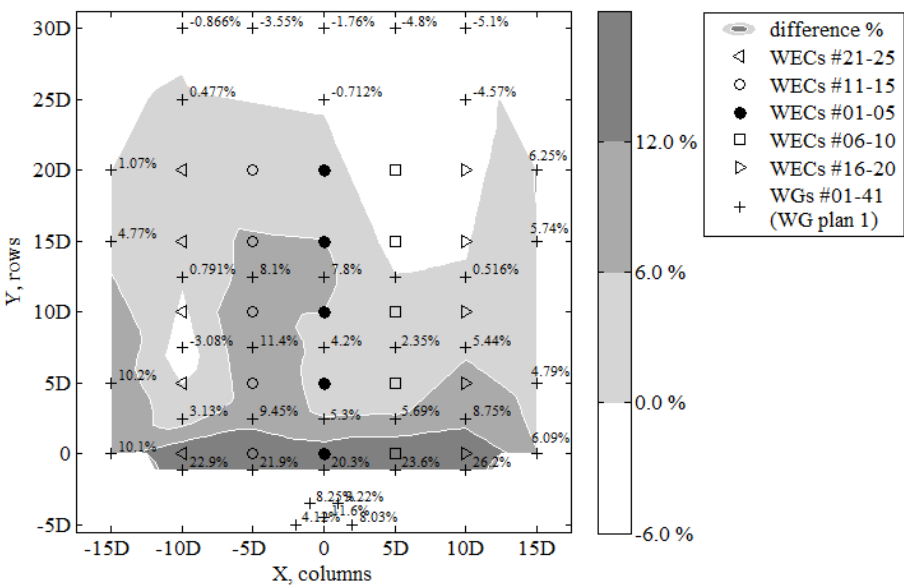 30D -0.866% -3.55% -1.76% -4.8% -5.1%
25D 0.477% -0.712% -4.57%
20D 1.07% 6.25%
15D 4.77% 5.74%
0.791% 8.1% 7.8% 0.516%
10D
-3.08% 11.4% 4.2% 2.35% 5.44%
5D 10.2% 4.79%
3.13% 9.45% 5.3% 5.69% 8.75%
0 10.1% 6.09%
22.9% 21.9% 20.3% 23.6% 26.2%
8.25% 9.22%
11.6%
-5D 4.12% 8.03%
-15D -10D -5D 0 5D 10D 15D
X, columns
Y, rows
12.0 %
6.0 %
0.0 %
-6.0 %
difference %
WECs #21-25
WECs #11-15
WECs #01-05
WECs #06-10
WECs #16-20
WGs #01-41
(WG plan 1)